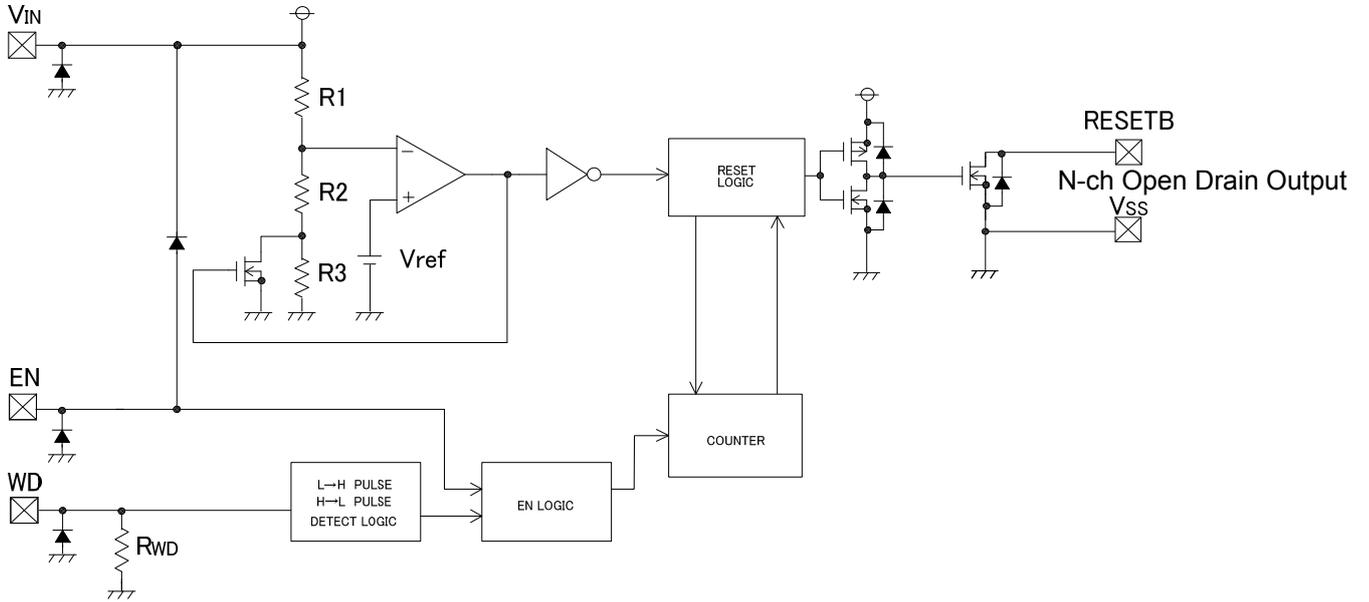 VIN
R1
R2
R3
−
+
Vref
RESET
LOGIC
RESETB
N-ch Open Drain Output
VSS
EN
COUNTER
WD
L→H PULSE
H→L PULSE
DETECT LOGIC
EN LOGIC
RWD